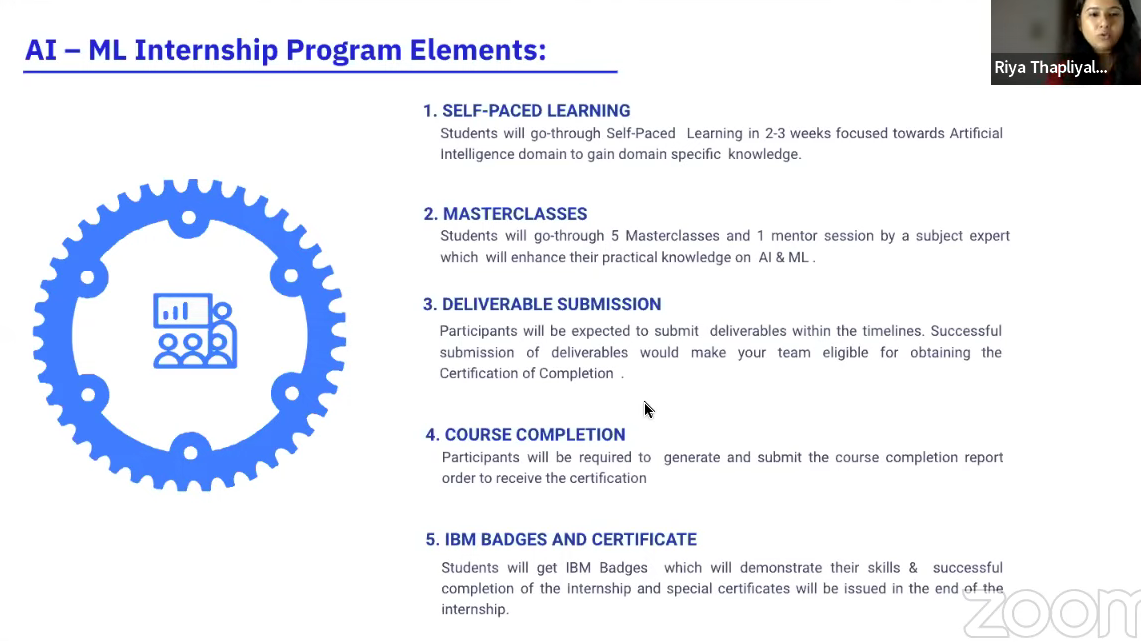 AI – ML Internship Program Elements:
Riya Thapliyal...
1. SELF-PACED LEARNING
Students will go-through Self-Paced Learning in 2-3 weeks focused towards Artificial
Intelligence domain to gain domain specific knowledge.
2. MASTERCLASSES
Students will go-through 5 Masterclasses and 1 mentor session by a subject expert
which will enhance their practical knowledge on AI & ML .
3. DELIVERABLE SUBMISSION
Participants will be expected to submit deliverables within the timelines. Successful
submission of deliverables would make your team eligible for obtaining the
Certification of Completion .
4. COURSE COMPLETION
Participants will be required to generate and submit the course completion report
order to receive the certification
5. IBM BADGES AND CERTIFICATE
Students will get IBM Badges which will demonstrate their skills & successful
completion of the internship and special certificates will be issued in the end of the
internship.
zoom